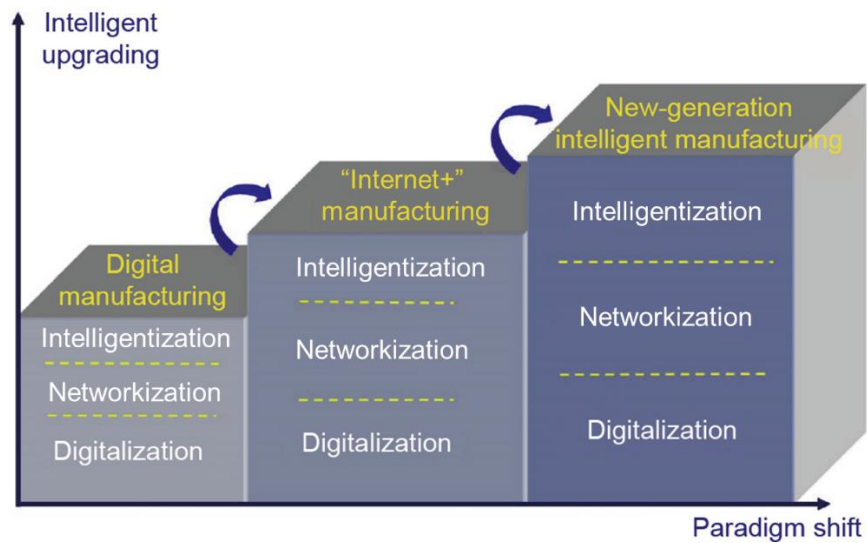 Intelligent
upgrading
New-generation
intelligent manufacturing
“Internet+”
manufacturing
Digital
manufacturing
Intelligentization
Networkization
Digitalization
Intelligentization
Networkization
Digitalization
Intelligentization
Networkization
Digitalization
Paradigm shift